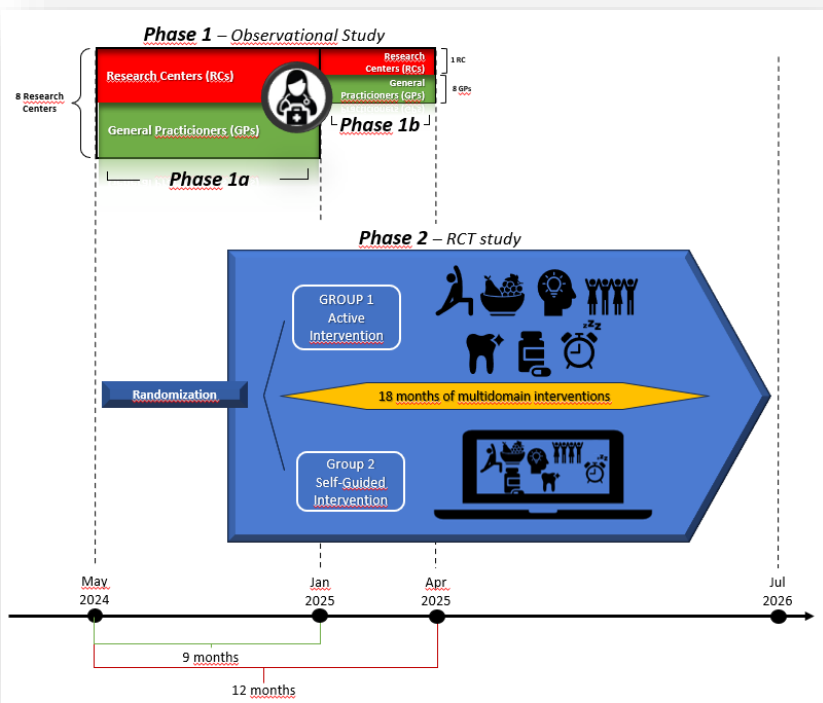 Phase 1 – Observational Study
8 Research
Centers
Research Centers (RCs)
General Practicioners (GPs)
Research
Centers (RCs)
General
Practicioners (GPs)
1 RC
8 GPs
Phase 1a
Phase 1b
Phase 2 – RCT study
GROUP 1
Active
Intervention
zzZ
Randomization
18 months of multidomain interventions
Group 2
Self-Guided
Intervention
May
2024
Jan
2025
Apr
2025
Jul
2026
9 months
12 months